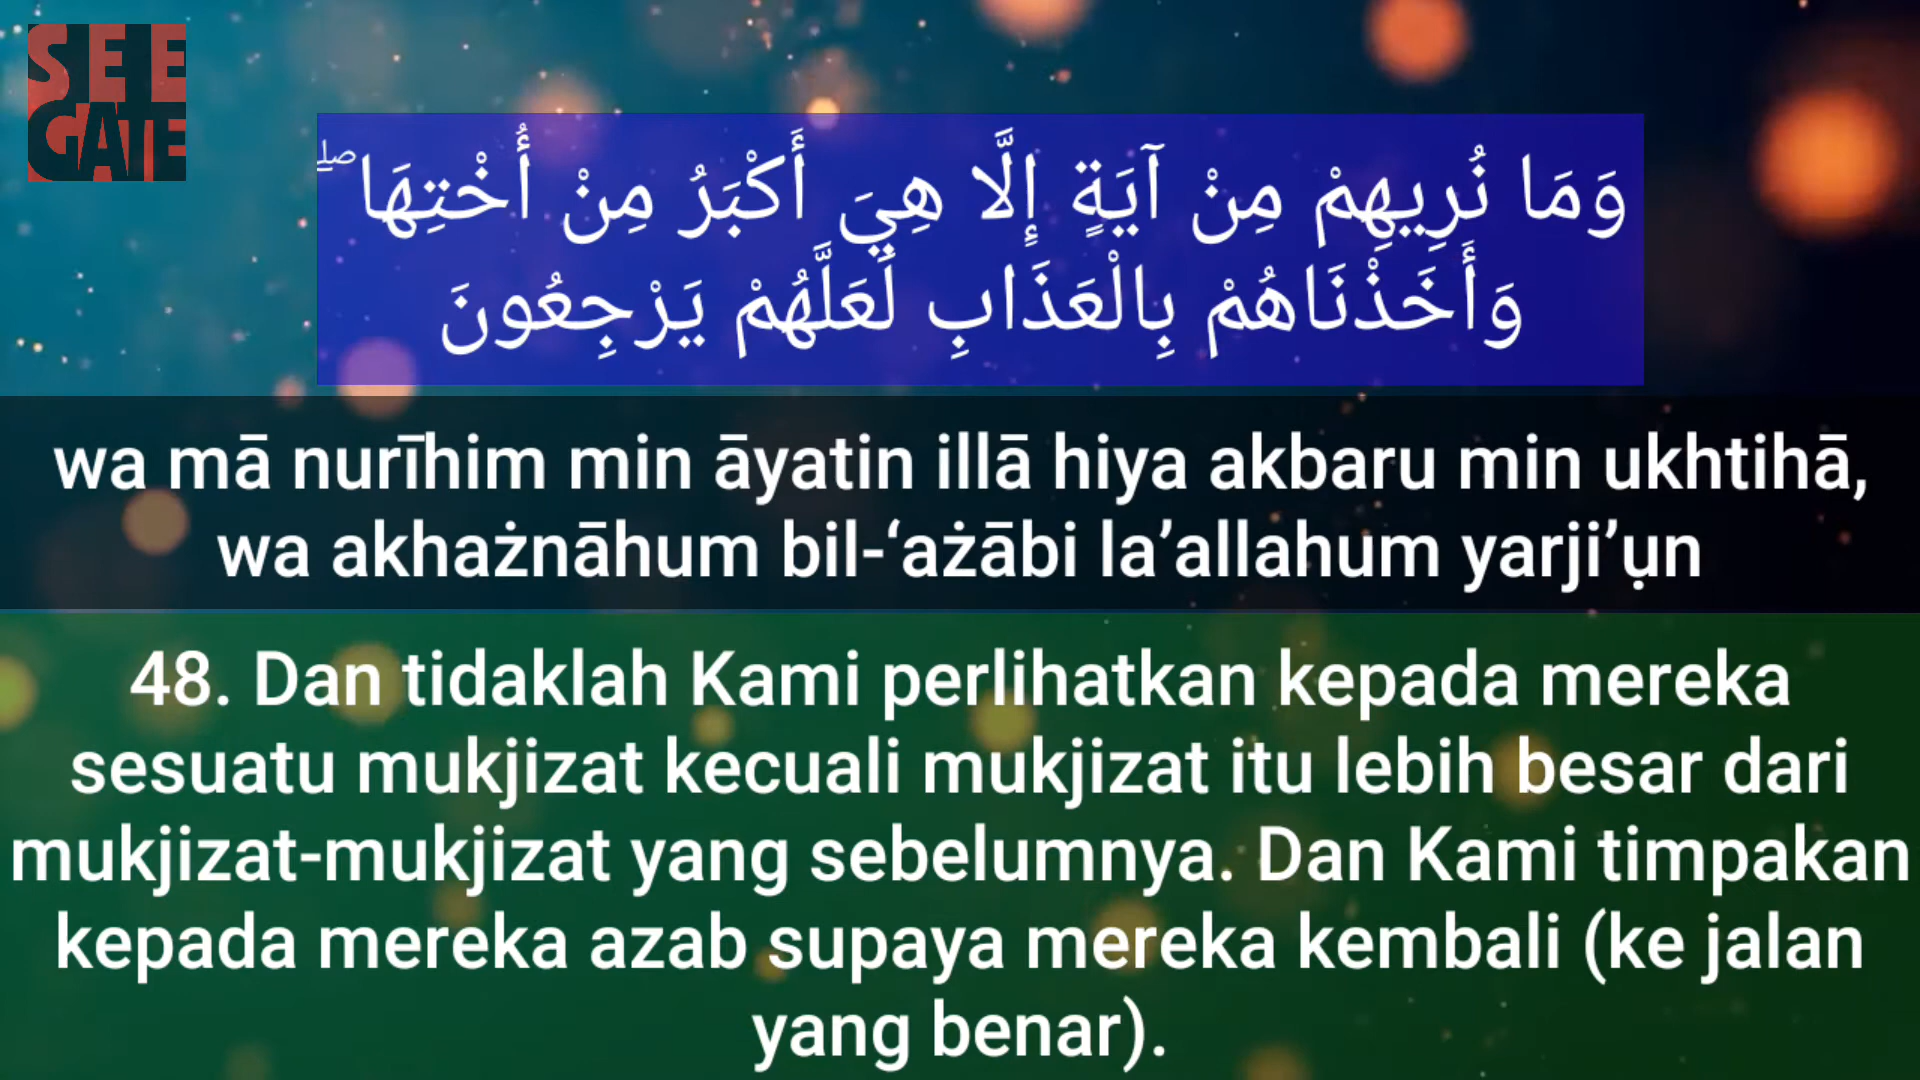 SEE
GATE
وَمَا نُرِيهِمْ مِنْ آيَةٍ إِلَّا هِيَ أَكْبَرُ مِنْ أُخْتِهَا ۖ
وَأَخَذْنَاهُمْ بِالْعَذَابِ لَعَلَّهُمْ يَرْجِعُونَ
wa mā nurīhim min āyatin illā hiya akbaru min ukhtihā,
wa akhażnāhum bil-‘ażābi la’allahum yarji’ụn
48. Dan tidaklah Kami perlihatkan kepada mereka
sesuatu mukjizat kecuali mukjizat itu lebih besar dari
mukjizat-mukjizat yang sebelumnya. Dan Kami timpakan
kepada mereka azab supaya mereka kembali (ke jalan
yang benar).